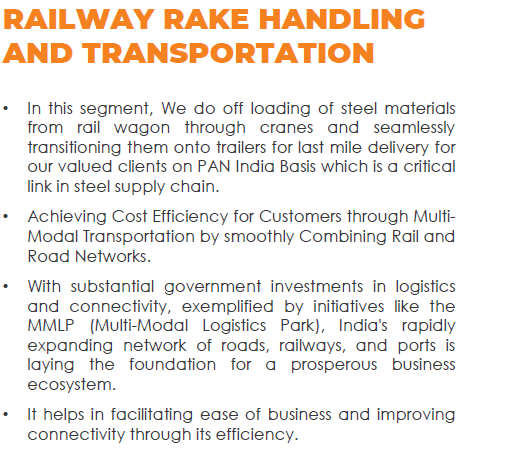 RAILWAY RAKE HANDLING
AND TRANSPORTATION
• In this segment, We do off loading of steel materials
from rail wagon through cranes and seamlessly
transitioning them onto trailers for last mile delivery for
our valued clients on PAN India Basis which is a critical
link in steel supply chain.
• Achieving Cost Efficiency for Customers through Multi-
Modal Transportation by smoothly Combining Rail and
Road Networks.
• With substantial government investments in logistics
and connectivity, exemplified by initiatives like the
MMLP (Multi-Modal Logistics Park), India's rapidly
expanding network of roads, railways, and ports is
laying the foundation for a prosperous business
ecosystem.
• It helps in facilitating ease of business and improving
connectivity through its efficiency.